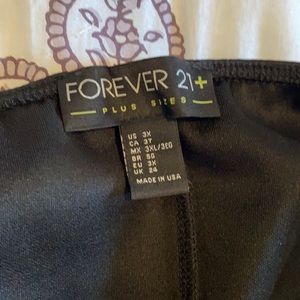 FOREVER 21+
PLUS SIZES
US 3X
CA 3T
MX 3XL/3EG
BR 50
EU 3X
UK 24
MADE IN USA